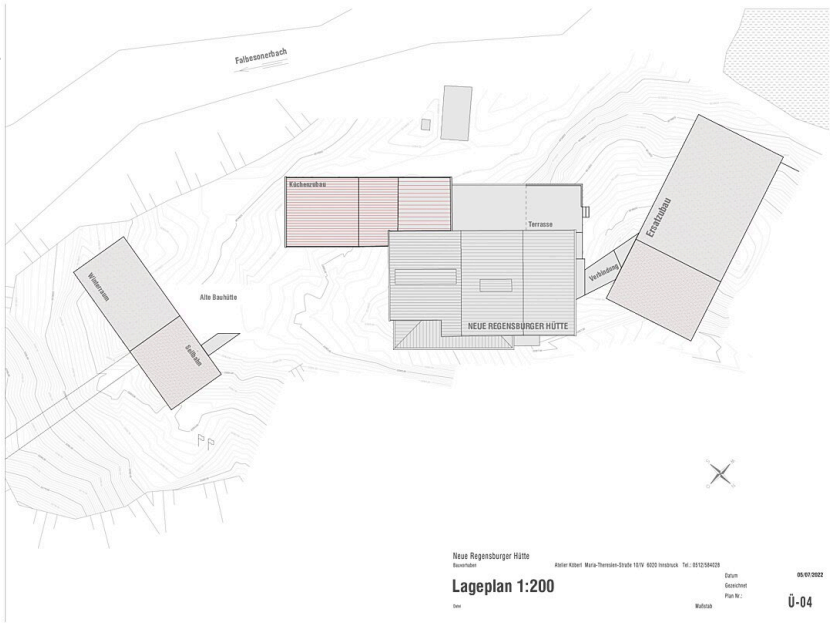 Falbesonerbach
Küchenzubau
Terrasse
Ersatzubau
Verbindung
NEUE REGENSBURGER HÜTTE
Winterraum
Alte Bauhütte
Seilbahn
Neue Regensburger Hütte
Bauvorhaben
Atelier Köberl Maria-Theresien-Straße 10/IV 6020 Innsbruck Tel.: 0512/584028
Lageplan 1:200
Datum 05/07/2022
Gezeichnet
Plan Nr.:
Ü-04
Maßstab